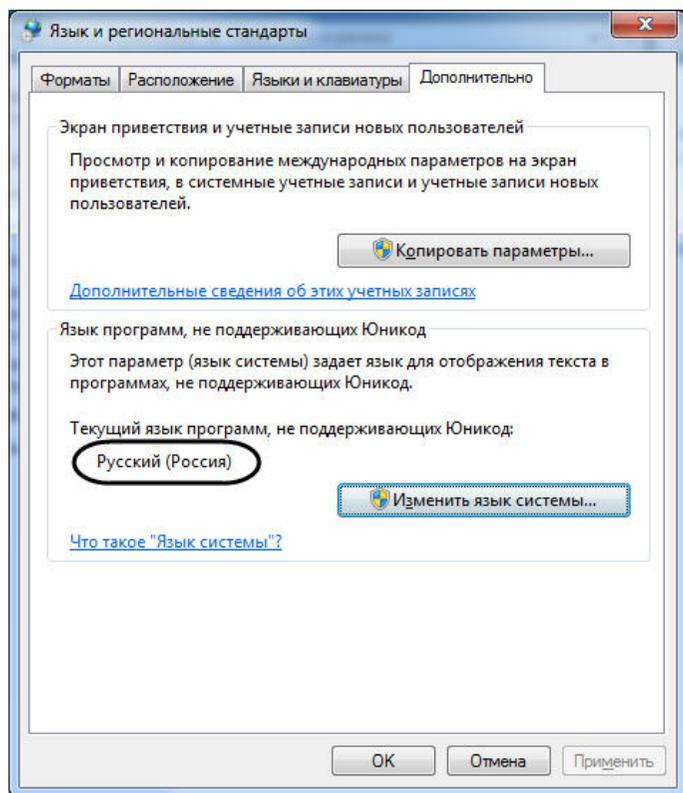 Язык и региональные стандарты
Форматы Расположение Языки и клавиатуры Дополнительно
Экран приветствия и учетные записи новых пользователей
Просмотр и копирование международных параметров на экран
приветствия, в системные учетные записи и учетные записи новых
пользователей.
Копировать параметры...
Дополнительные сведения об этих учетных записях
Язык программ, не поддерживающих Юникод
Этот параметр (язык системы) задает язык для отображения текста в
программах, не поддерживающих Юникод.
Текущий язык программ, не поддерживающих Юникод:
Русский (Россия)
Изменить язык системы...
Что такое "Язык системы"?
ОК Отмена Применить